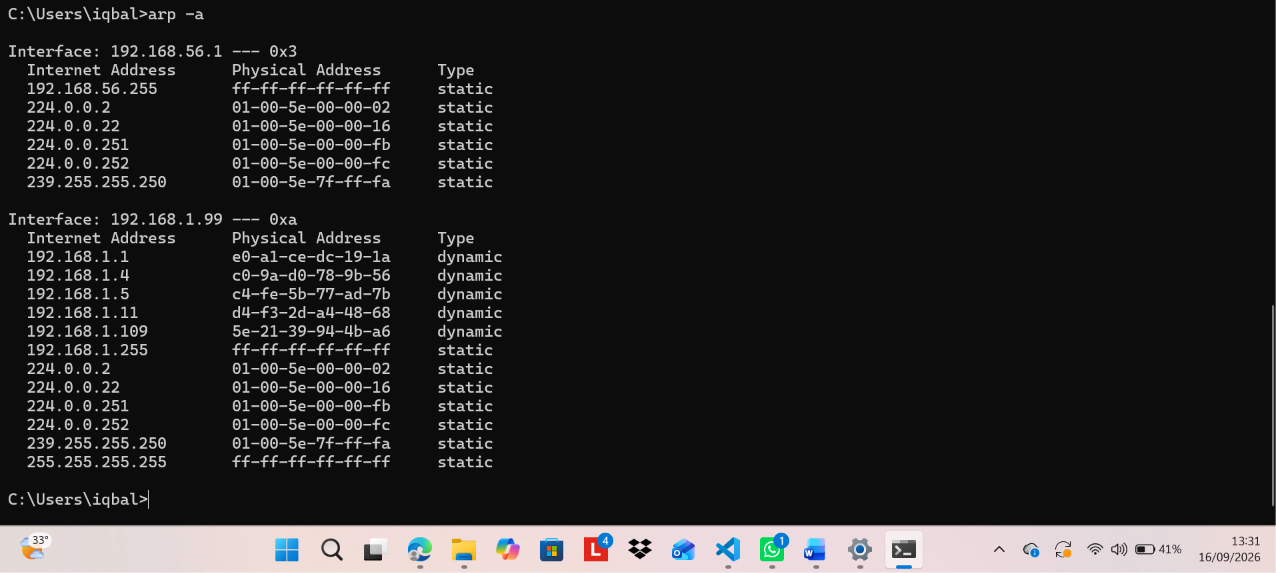 C:\Users\iqbal>arp -a
Interface: 192.168.56.1 --- 0x3
Internet Address Physical Address Type
192.168.56.255 ff-ff-ff-ff-ff-ff static
224.0.0.2 01-00-5e-00-00-02 static
224.0.0.22 01-00-5e-00-00-16 static
224.0.0.251 01-00-5e-00-00-fb static
224.0.0.252 01-00-5e-00-00-fc static
239.255.255.250 01-00-5e-7f-ff-fa static
Interface: 192.168.1.99 --- 0xa
Internet Address Physical Address Type
192.168.1.1 e0-a1-ce-dc-19-1a dynamic
192.168.1.4 c0-9a-d0-78-9b-56 dynamic
192.168.1.5 c4-fe-5b-77-ad-7b dynamic
192.168.1.11 d4-f3-2d-a4-48-68 dynamic
192.168.1.109 5e-21-39-94-4b-a6 dynamic
192.168.1.255 ff-ff-ff-ff-ff-ff static
224.0.0.2 01-00-5e-00-00-02 static
224.0.0.22 01-00-5e-00-00-16 static
224.0.0.251 01-00-5e-00-00-fb static
224.0.0.252 01-00-5e-00-00-fc static
239.255.255.250 01-00-5e-7f-ff-fa static
255.255.255.255 ff-ff-ff-ff-ff-ff static
C:\Users\iqbal>
33°
L 4
1
W
41%
13:31
16/09/2026